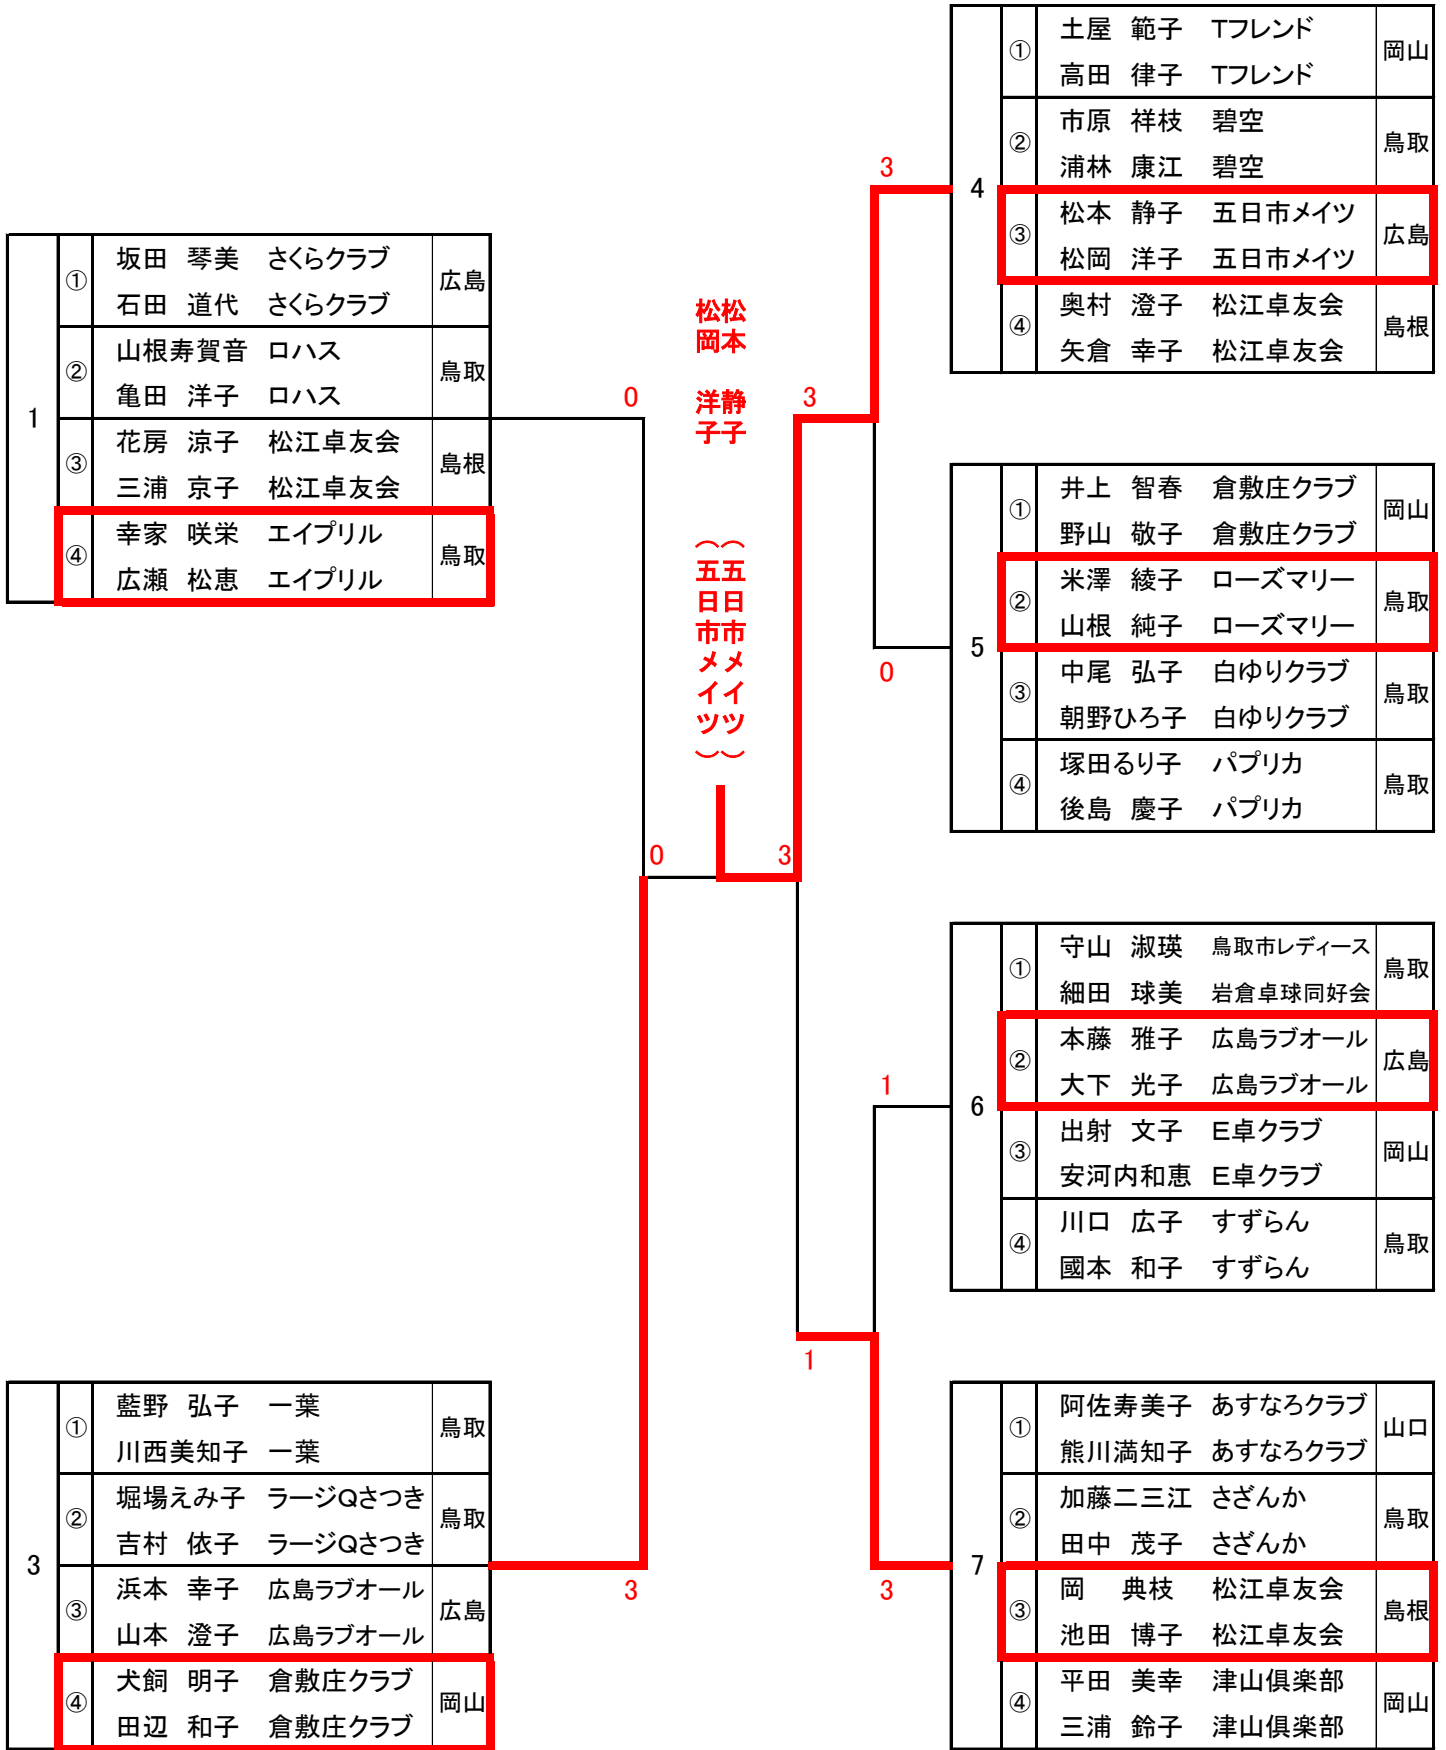 1
① 坂田 琴美 さくらクラブ 広島
石田 道代 さくらクラブ
② 山根寿賀音 ロハス 鳥取
亀田 洋子 ロハス
③ 花房 涼子 松江卓友会 島根
三浦 京子 松江卓友会
④ 幸家 咲栄 エイプリル 鳥取
広瀬 松恵 エイプリル
0
3
① 藍野 弘子 一葉 鳥取
川西美知子 一葉
② 堀場えみ子 ラージQさつき 鳥取
吉村 依子 ラージQさつき
③ 浜本 幸子 広島ラブオール 広島
山本 澄子 広島ラブオール
④ 犬飼 明子 倉敷庄クラブ 岡山
田辺 和子 倉敷庄クラブ
3
松本 静子 (五日市メイツ)
松岡 洋子 (五日市メイツ)
0
3
4
① 土屋 範子 Tフレンド 岡山
高田 律子 Tフレンド
② 市原 祥枝 碧空 鳥取
浦林 康江 碧空
③ 松本 静子 五日市メイツ 広島
松岡 洋子 五日市メイツ
④ 奥村 澄子 松江卓友会 島根
矢倉 幸子 松江卓友会
3
3
5
① 井上 智春 倉敷庄クラブ 岡山
野山 敬子 倉敷庄クラブ
② 米澤 綾子 ローズマリー 鳥取
山根 純子 ローズマリー
③ 中尾 弘子 白ゆりクラブ 鳥取
朝野ひろ子 白ゆりクラブ
④ 塚田るり子 パプリカ 鳥取
後島 慶子 パプリカ
0
6
① 守山 淑瑛 鳥取市レディース 鳥取
細田 球美 岩倉卓球同好会
② 本藤 雅子 広島ラブオール 広島
大下 光子 広島ラブオール
③ 出射 文子 E卓クラブ 岡山
安河内和恵 E卓クラブ
④ 川口 広子 すずらん 鳥取
國本 和子 すずらん
1
1
7
① 阿佐寿美子 あすなろクラブ 山口
熊川満知子 あすなろクラブ
② 加藤二三江 さざんか 鳥取
田中 茂子 さざんか
③ 岡 典枝 松江卓友会 島根
池田 博子 松江卓友会
④ 平田 美幸 津山倶楽部 岡山
三浦 鈴子 津山倶楽部
3